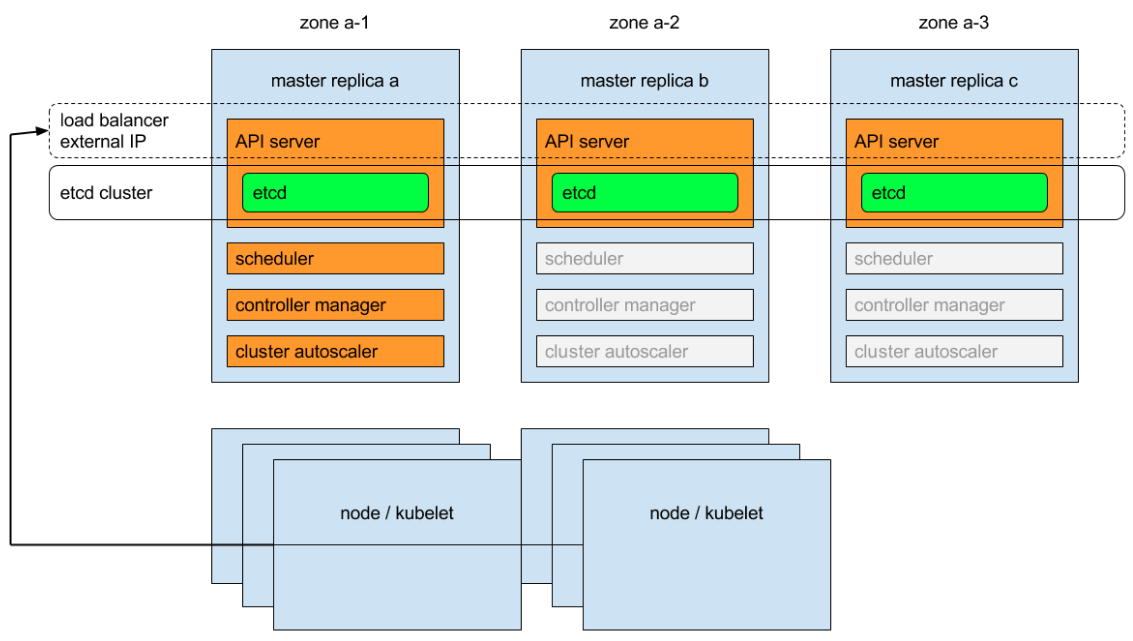 zone a-1
zone a-2
zone a-3
master replica a
master replica b
master replica c
load balancer
external IP
API server
API server
API server
etcd cluster
etcd
etcd
etcd
scheduler
scheduler
scheduler
controller manager
controller manager
controller manager
cluster autoscaler
cluster autoscaler
cluster autoscaler
node / kubelet
node / kubelet